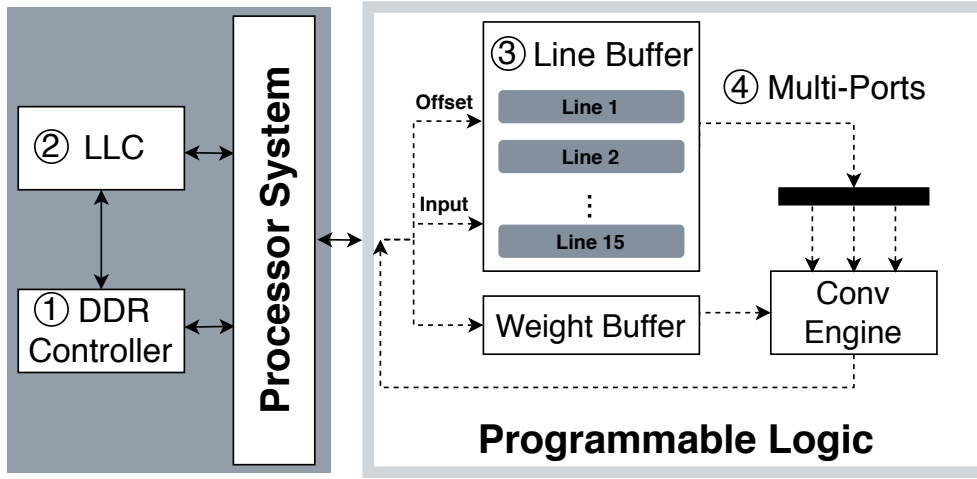 ② LLC
① DDR
Controller
Processor System
③ Line Buffer
Line 1
Line 2
⋮
Line 15
Offset
Input
Weight Buffer
④ Multi-Ports
Conv
Engine
Programmable Logic